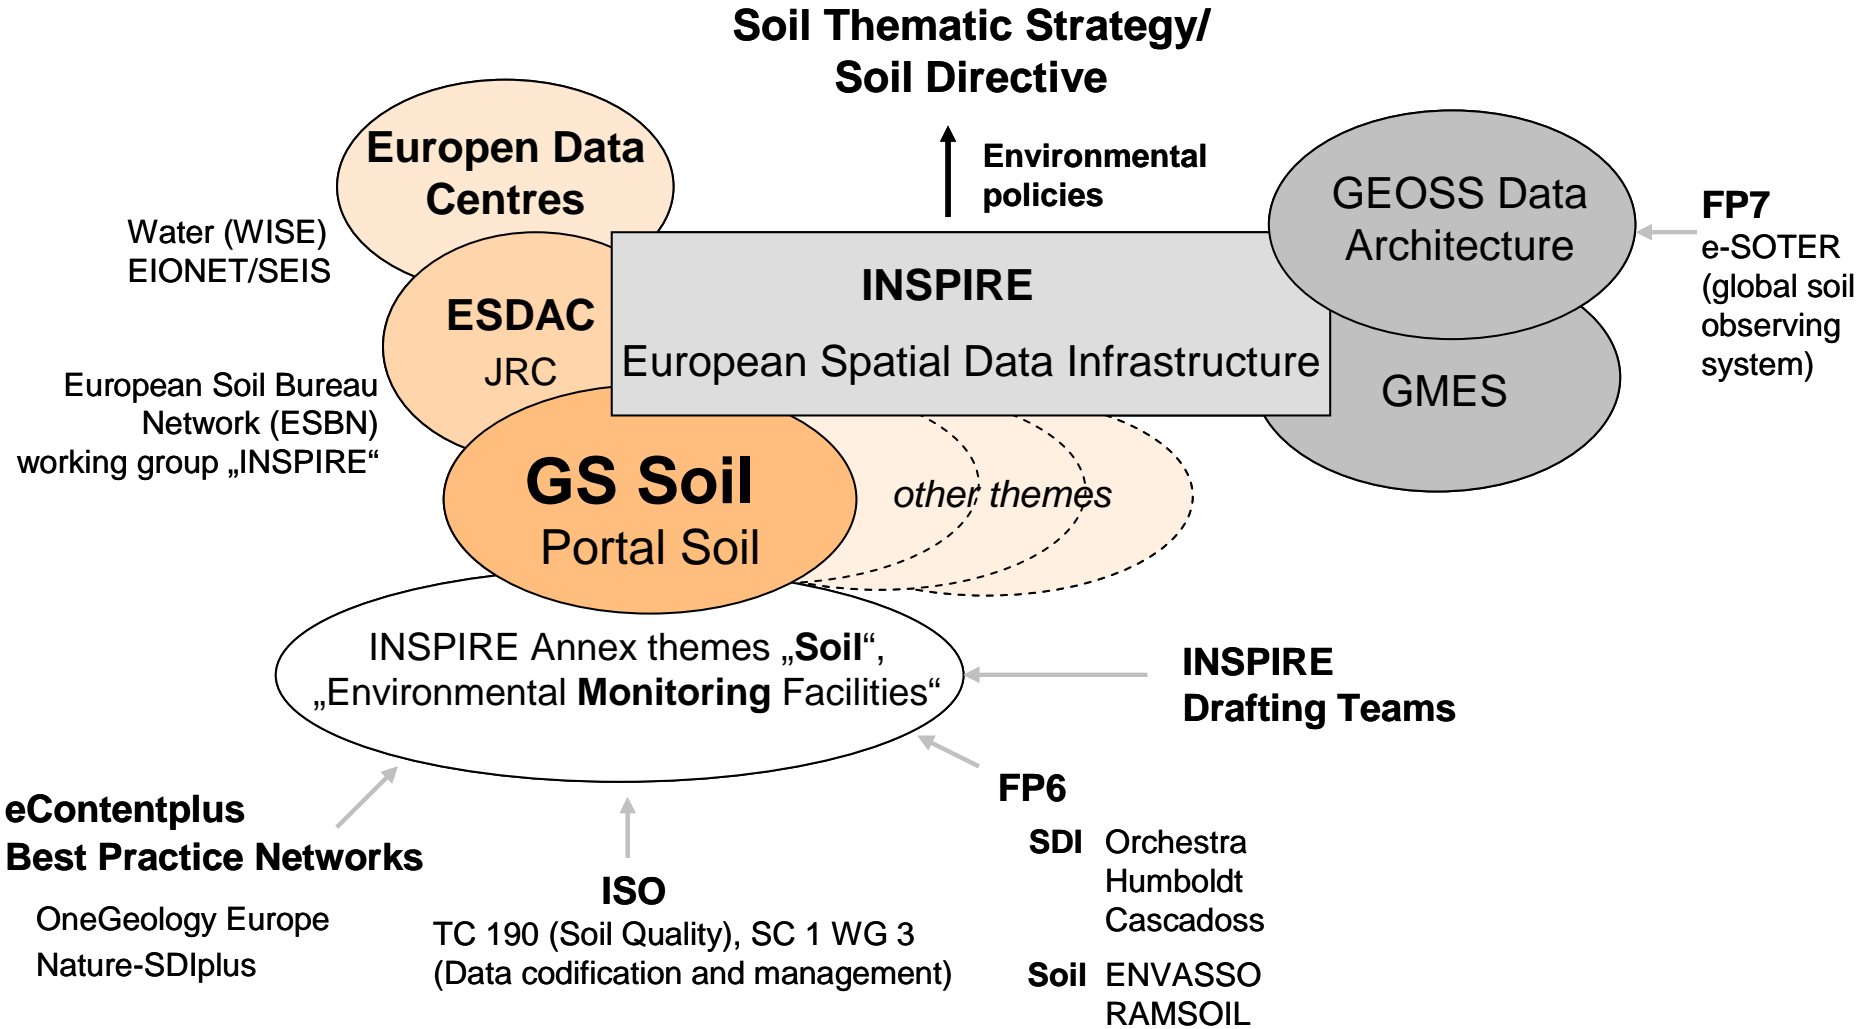 Soil Thematic Strategy/
Soil Directive
Environmental
policies
Europen Data
Centres
Water (WISE)
EIONET/SEIS
ESDAC
JRC
European Soil Bureau
Network (ESBN)
working group „INSPIRE“
INSPIRE
European Spatial Data Infrastructure
GEOSS Data
Architecture
GMES
FP7
e-SOTER
(global soil
observing
system)
GS Soil
Portal Soil
other themes
INSPIRE Annex themes „Soil“,
„Environmental Monitoring Facilities“
INSPIRE
Drafting Teams
eContentplus
Best Practice Networks
OneGeology Europe
Nature-SDIplus
ISO
TC 190 (Soil Quality), SC 1 WG 3
(Data codification and management)
FP6
SDI Orchestra
Humboldt
Cascadoss
Soil ENVASSO
RAMSOIL